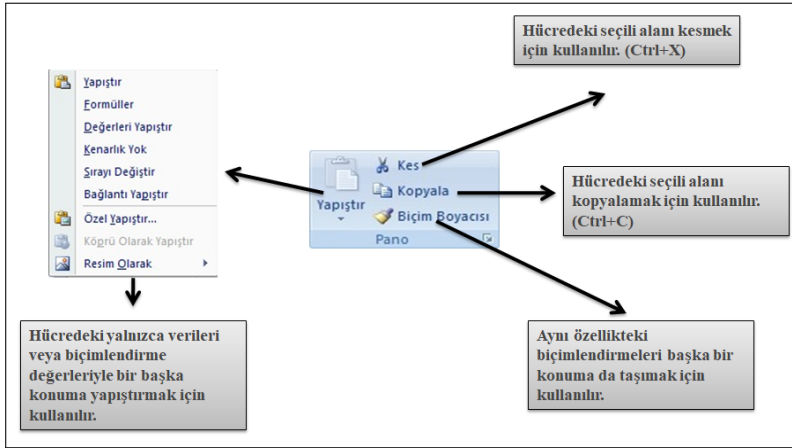 Hücredeki seçili alanı kesmek
için kullanılır. (Ctrl+X)
Yapıştır
Formüller
Değerleri Yapıştır
Kenarlık Yok
Sırayı Değiştir
Bağlantı Yapıştır
Özel Yapıştır...
Köprü Olarak Yapıştır
Resim Olarak
Kes
Kopyala
Yapıştır
Biçim Boyacısı
Pano
Hücredeki seçili alanı
kopyalamak için kullanılır.
(Ctrl+C)
Hücredeki yalnızca verileri
veya biçimlendirme
değerleriyle bir başka
konuma yapıştırmak için
kullanılır.
Aynı özellikteki
biçimlendirmeleri başka bir
konuma da taşımak için
kullanılır.